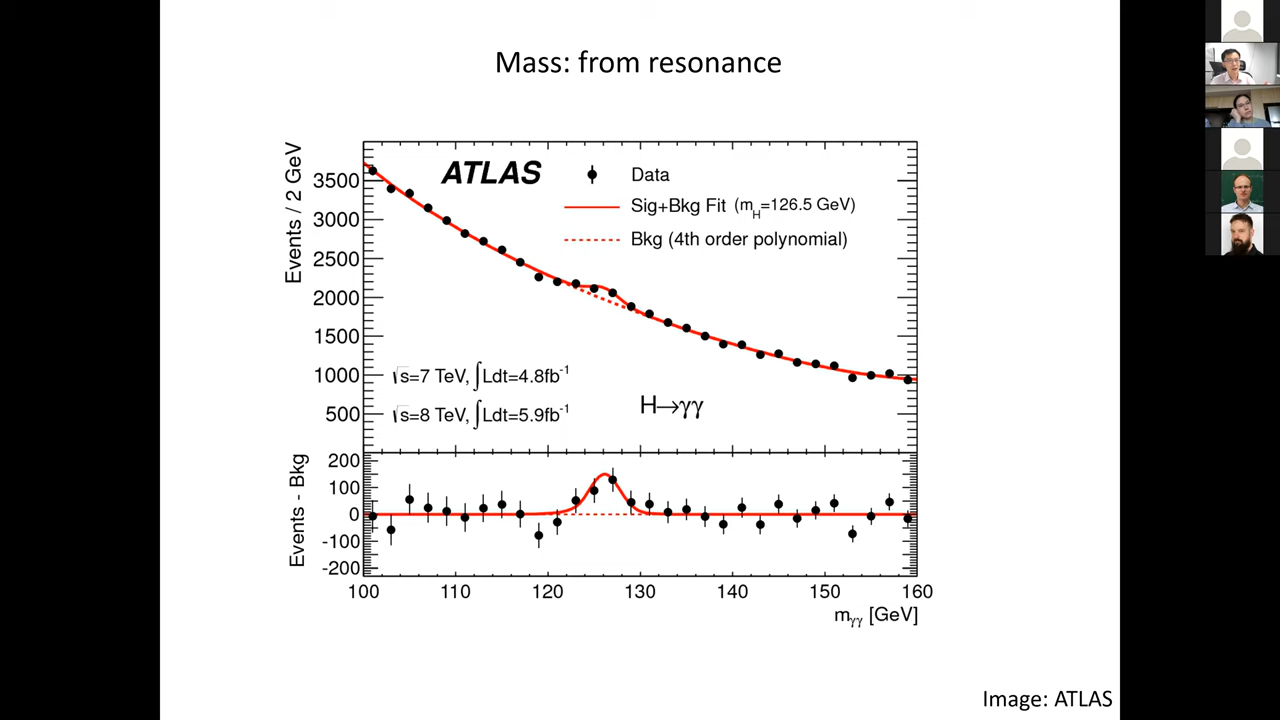 Mass: from resonance
ATLAS
Data
Sig+Bkg Fit (mH=126.5 GeV)
Bkg (4th order polynomial)
Events / 2 GeV
3500
3000
2500
2000
1500
1000
500
√s=7 TeV, ∫Ldt=4.8fb⁻¹
√s=8 TeV, ∫Ldt=5.9fb⁻¹
H→γγ
Events - Bkg
200
100
0
-100
-200
100 110 120 130 140 150 160
mγγ [GeV]
Image: ATLAS